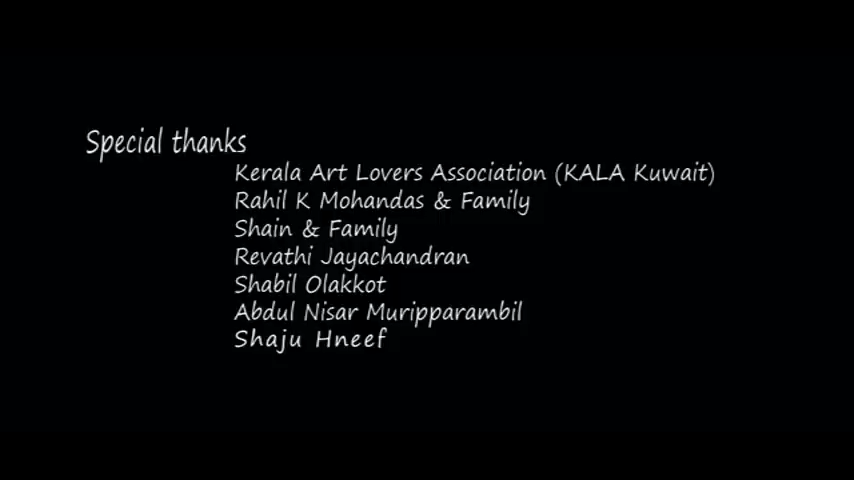 Special thanks
Kerala Art Lovers Association (KALA Kuwait)
Rahil K Mohandas & Family
Shain & Family
Revathi Jayachandran
Shabil Olakkot
Abdul Nisar Muripparambil
Shaju Hneef